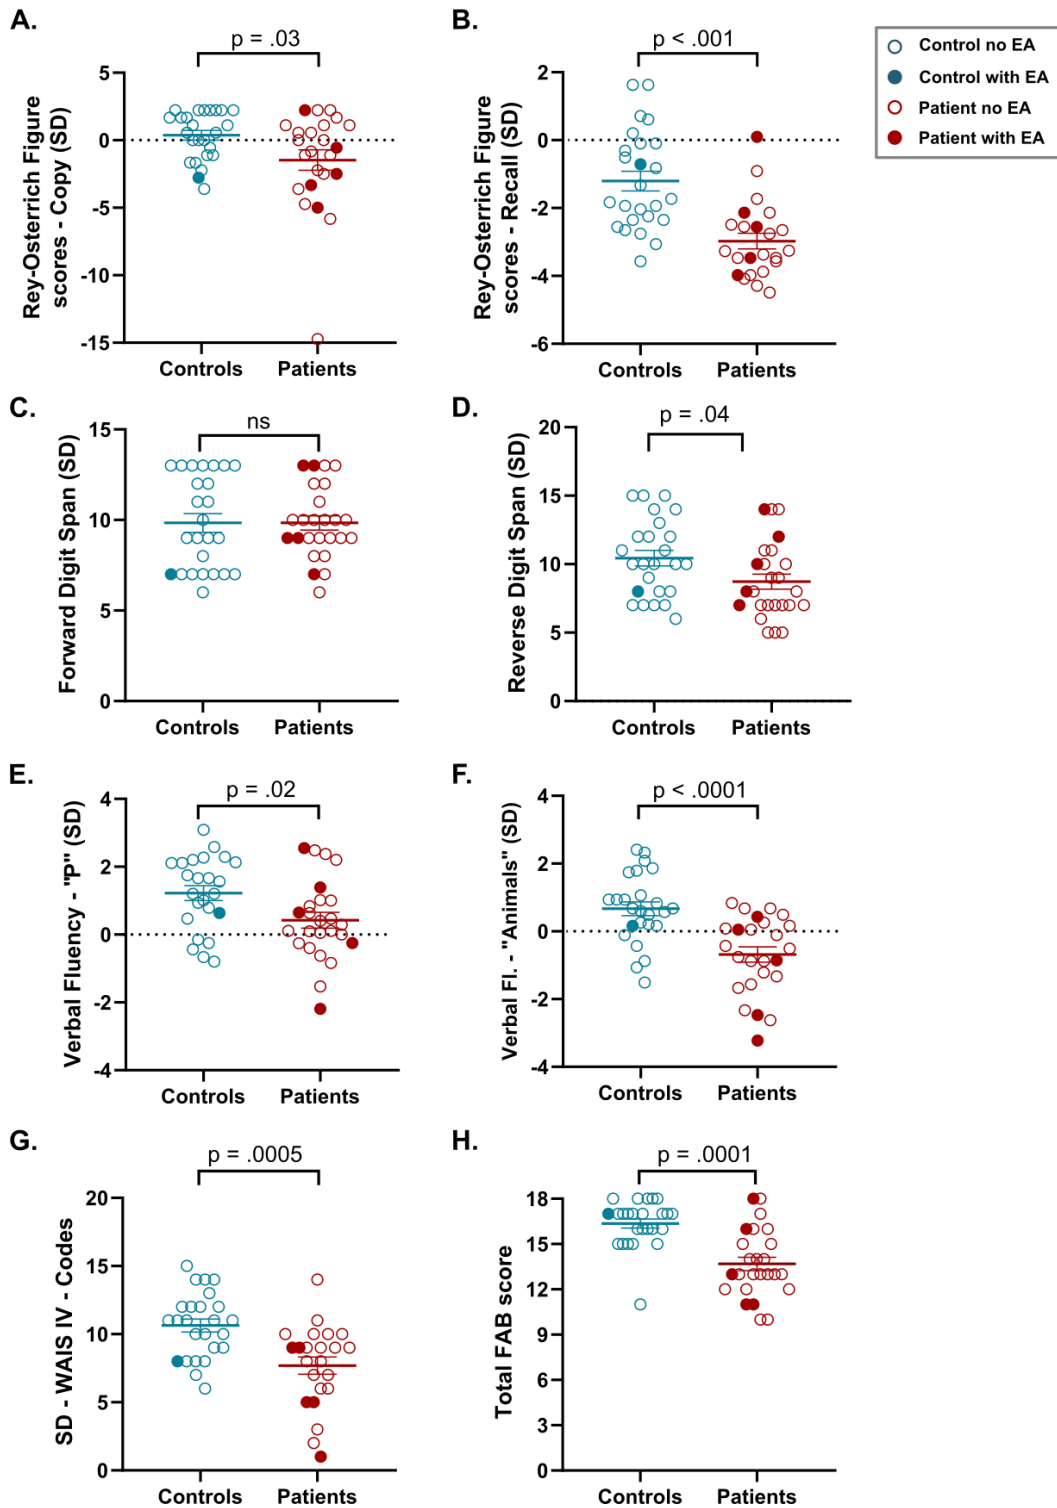 A.
p = .03
Rey-Osterrich Figure
scores - Copy (SD)
5
0
-5
-10
-15
Controls
Patients
B.
p < .001
Rey-Osterrich Figure
scores - Recall (SD)
2
0
-2
-4
-6
Controls
Patients
Control no EA
Control with EA
Patient no EA
Patient with EA
C.
ns
Forward Digit Span (SD)
15
10
5
0
Controls
Patients
D.
p = .04
Reverse Digit Span (SD)
20
15
10
5
0
Controls
Patients
E.
p = .02
Verbal Fluency - "P" (SD)
4
2
0
-2
-4
Controls
Patients
F.
p < .0001
Verbal Fl. - "Animals" (SD)
4
2
0
-2
-4
Controls
Patients
G.
p = .0005
SD - WAIS IV - Codes
20
15
10
5
0
Controls
Patients
H.
p = .0001
Total FAB score
18
15
12
9
6
3
0
Controls
Patients